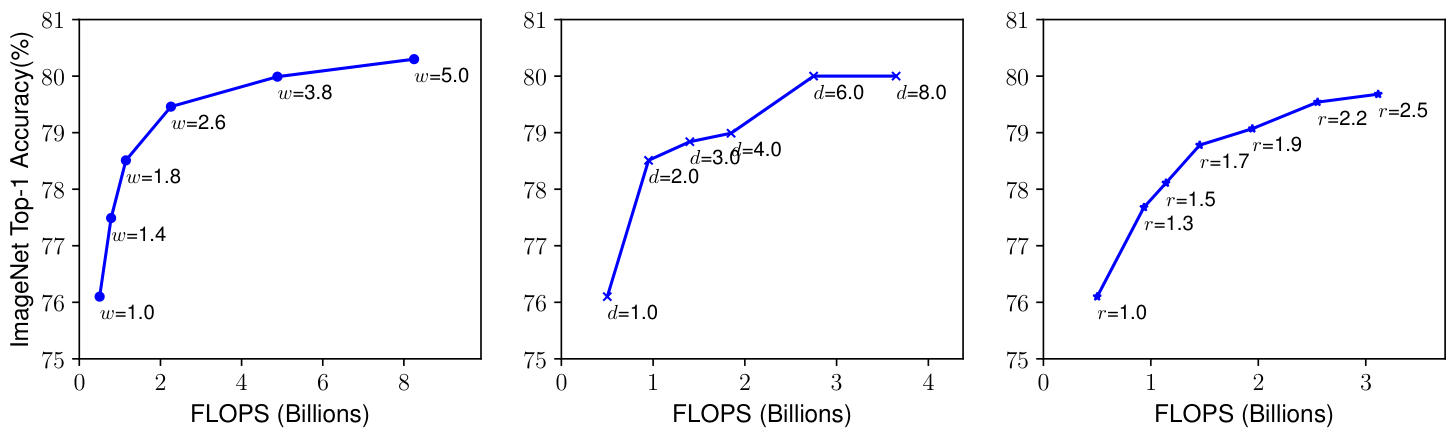 ImageNet Top-1 Accuracy(%)
81
80
79
78
77
76
75
w=5.0
w=3.8
w=2.6
w=1.8
w=1.4
w=1.0
0 2 4 6 8
FLOPS (Billions)
81
80
79
78
77
76
75
d=6.0 d=8.0
d=3.0 d=4.0
d=2.0
d=1.0
0 1 2 3 4
FLOPS (Billions)
81
80
79
78
77
76
75
r=2.5
r=2.2
r=1.9
r=1.7
r=1.5
r=1.3
r=1.0
0 1 2 3
FLOPS (Billions)